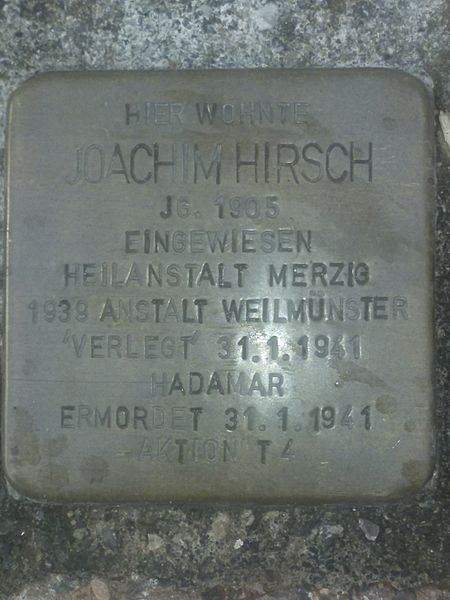 HIER WOHNTE
JOACHIM HIRSCH
JG. 1905
EINGEWIESEN
HEILANSTALT MERZIG
1939 ANSTALT WEILMÜNSTER
'VERLEGT' 31.1.1941
HADAMAR
ERMORDET 31.1.1941
AKTION T4